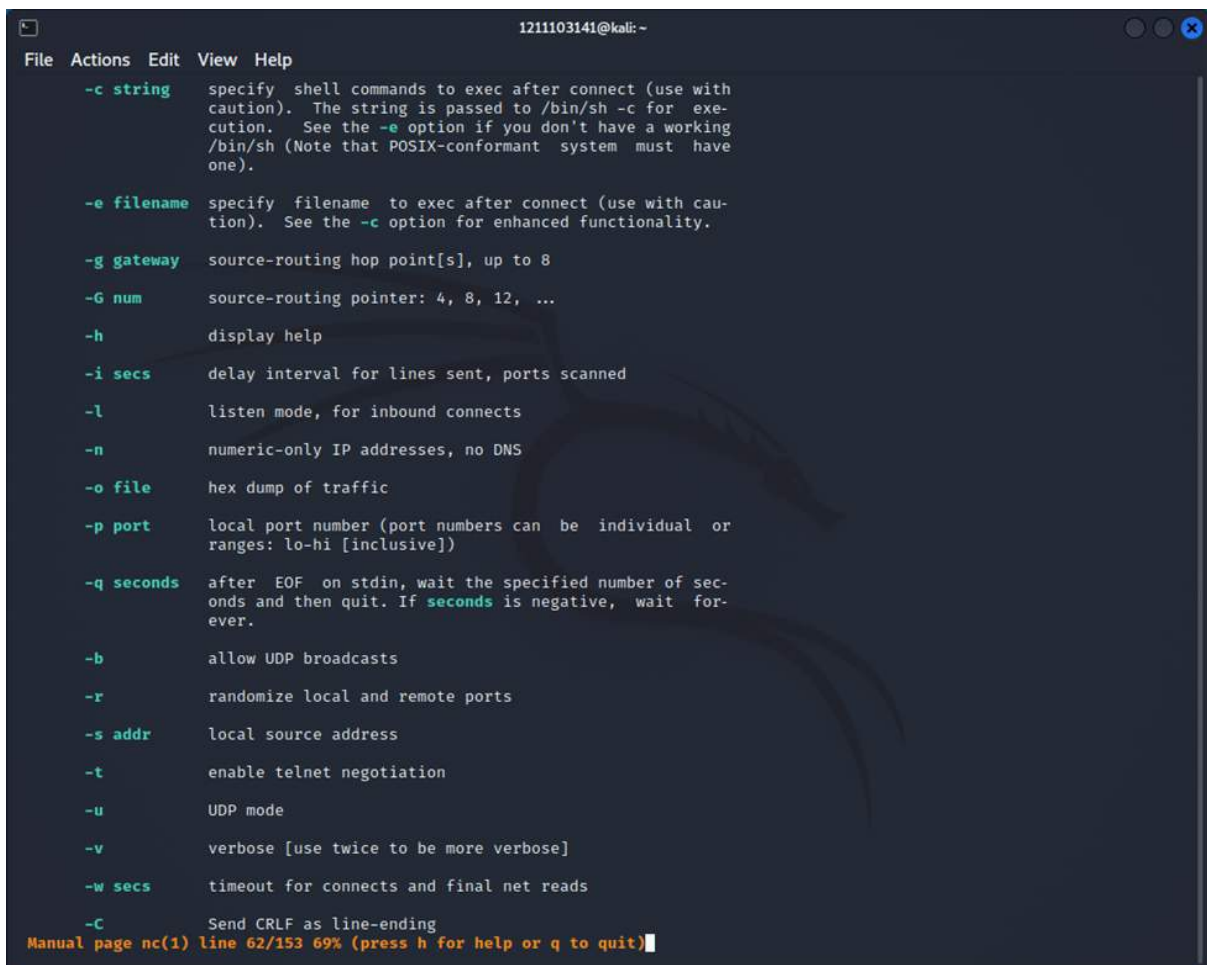 1211103141@kali: ~
File Actions Edit View Help
-c string specify shell commands to exec after connect (use with
caution). The string is passed to /bin/sh -c for exe-
cution. See the -e option if you don't have a working
/bin/sh (Note that POSIX-conformant system must have
one).
-e filename specify filename to exec after connect (use with cau-
tion). See the -c option for enhanced functionality.
-g gateway source-routing hop point[s], up to 8
-G num source-routing pointer: 4, 8, 12, ...
-h display help
-i secs delay interval for lines sent, ports scanned
-l listen mode, for inbound connects
-n numeric-only IP addresses, no DNS
-o file hex dump of traffic
-p port local port number (port numbers can be individual or
ranges: lo-hi [inclusive])
-q seconds after EOF on stdin, wait the specified number of sec-
onds and then quit. If seconds is negative, wait for-
ever.
-b allow UDP broadcasts
-r randomize local and remote ports
-s addr local source address
-t enable telnet negotiation
-u UDP mode
-v verbose [use twice to be more verbose]
-w secs timeout for connects and final net reads
-C Send CRLF as line-ending
Manual page nc(1) line 62/153 69% (press h for help or q to quit)